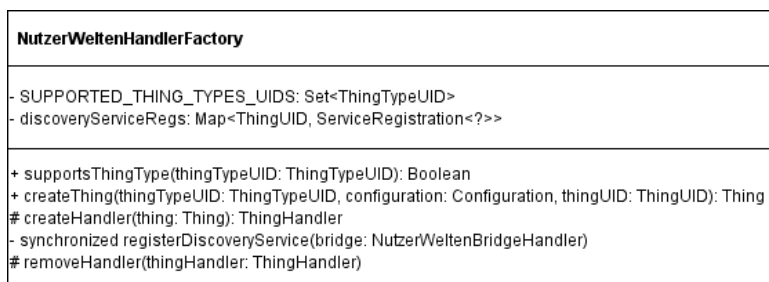 NutzerWeltenHandlerFactory
- SUPPORTED_THING_TYPES_UIDS: Set<ThingTypeUID>
- discoveryServiceRegs: Map<ThingUID, ServiceRegistration<?>>
+ supportsThingType(thingTypeUID: ThingTypeUID): Boolean
+ createThing(thingTypeUID: ThingTypeUID, configuration: Configuration, thingUID: ThingUID): Thing
# createHandler(thing: Thing): ThingHandler
- synchronized registerDiscoveryService(bridge: NutzerWeltenBridgeHandler)
# removeHandler(thingHandler: ThingHandler)